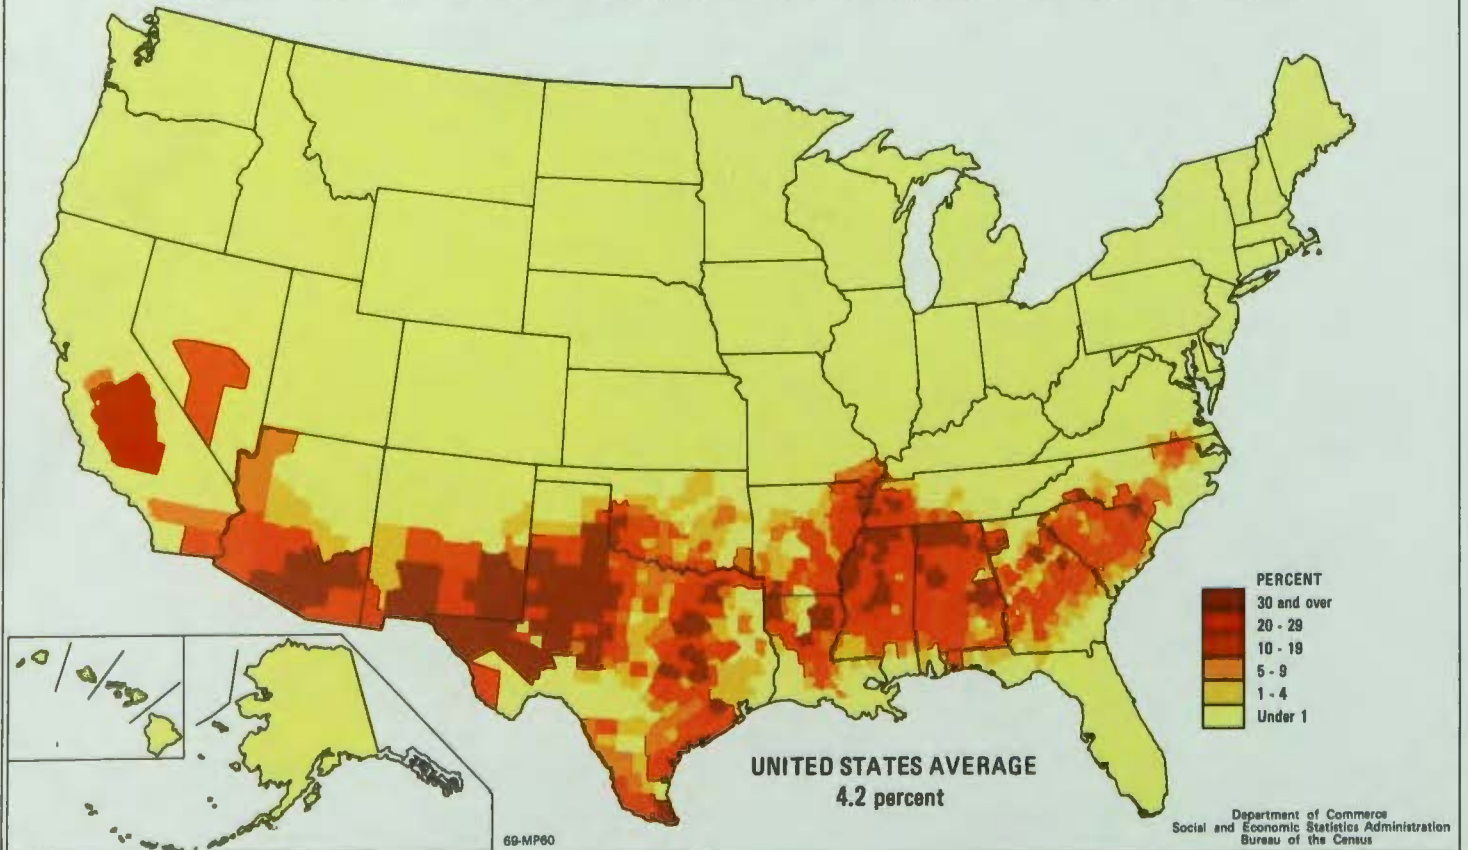 PERCENT
30 and over
20 - 29
10 - 19
5 - 9
1 - 4
Under 1
UNITED STATES AVERAGE
4.2 percent
69-MP60
Department of Commerce
Social and Economic Statistics Administration
Bureau of the Census